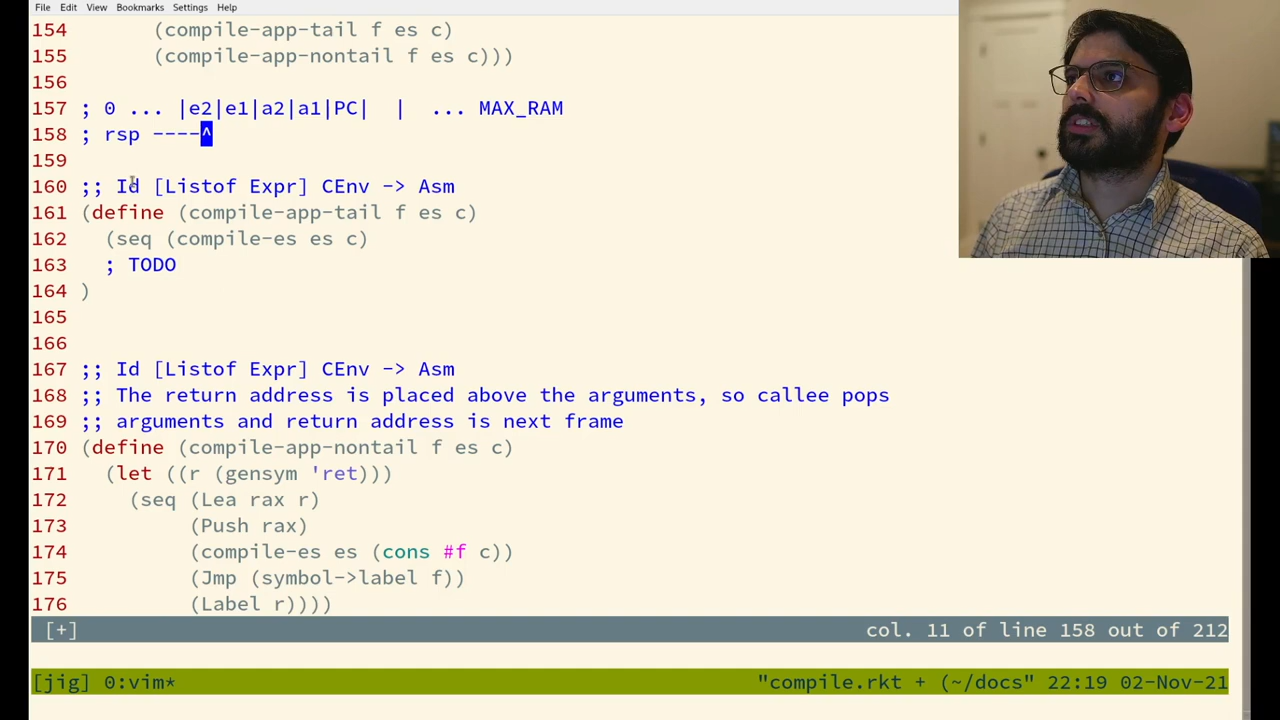 File Edit View Bookmarks Settings Help
154 (compile-app-tail f es c)
155 (compile-app-nontail f es c)))
156
157 ; 0 ... |e2|e1|a2|a1|PC| | ... MAX_RAM
158 ; rsp ----^
159
160 ;; Id [Listof Expr] CEnv -> Asm
161 (define (compile-app-tail f es c)
162 (seq (compile-es es c)
163 ; TODO
164 )
165
166
167 ;; Id [Listof Expr] CEnv -> Asm
168 ;; The return address is placed above the arguments, so callee pops
169 ;; arguments and return address is next frame
170 (define (compile-app-nontail f es c)
171 (let ((r (gensym 'ret)))
172 (seq (Lea rax r)
173 (Push rax)
174 (compile-es es (cons #f c))
175 (Jmp (symbol->label f))
176 (Label r))))
[+] col. 11 of line 158 out of 212
[jig] 0:vim* "compile.rkt + (~/docs" 22:19 02-Nov-21